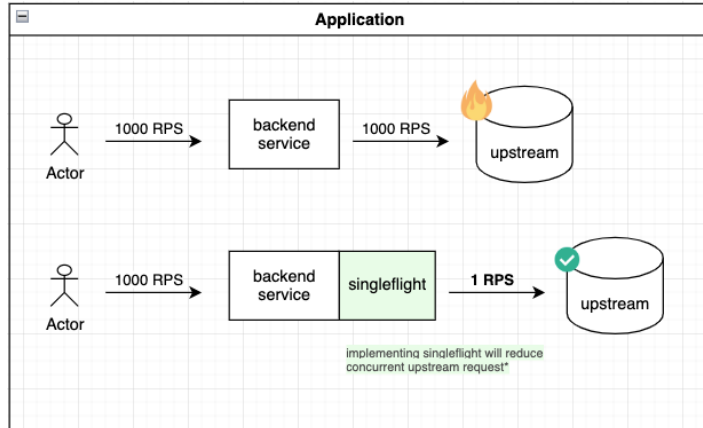 Application
1000 RPS
backend
service
1000 RPS
upstream
Actor
1000 RPS
backend
service
singleflight
1 RPS
upstream
Actor
implementing singleflight will reduce
concurrent upstream request*